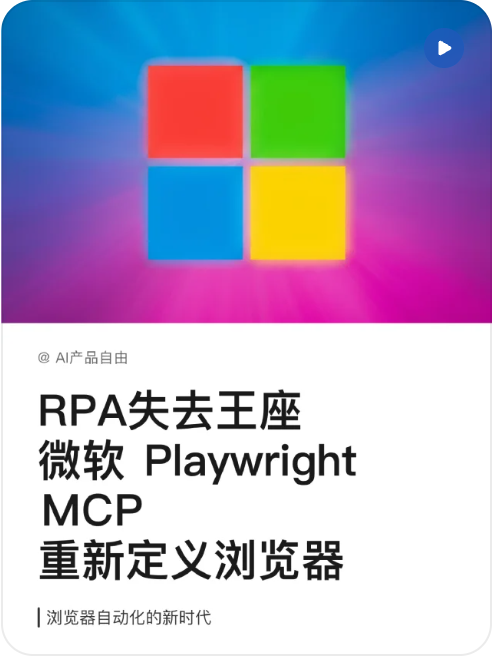 @ AI产品自由
RPA失去王座
微软 Playwright
MCP
重新定义浏览器
浏览器自动化的新时代